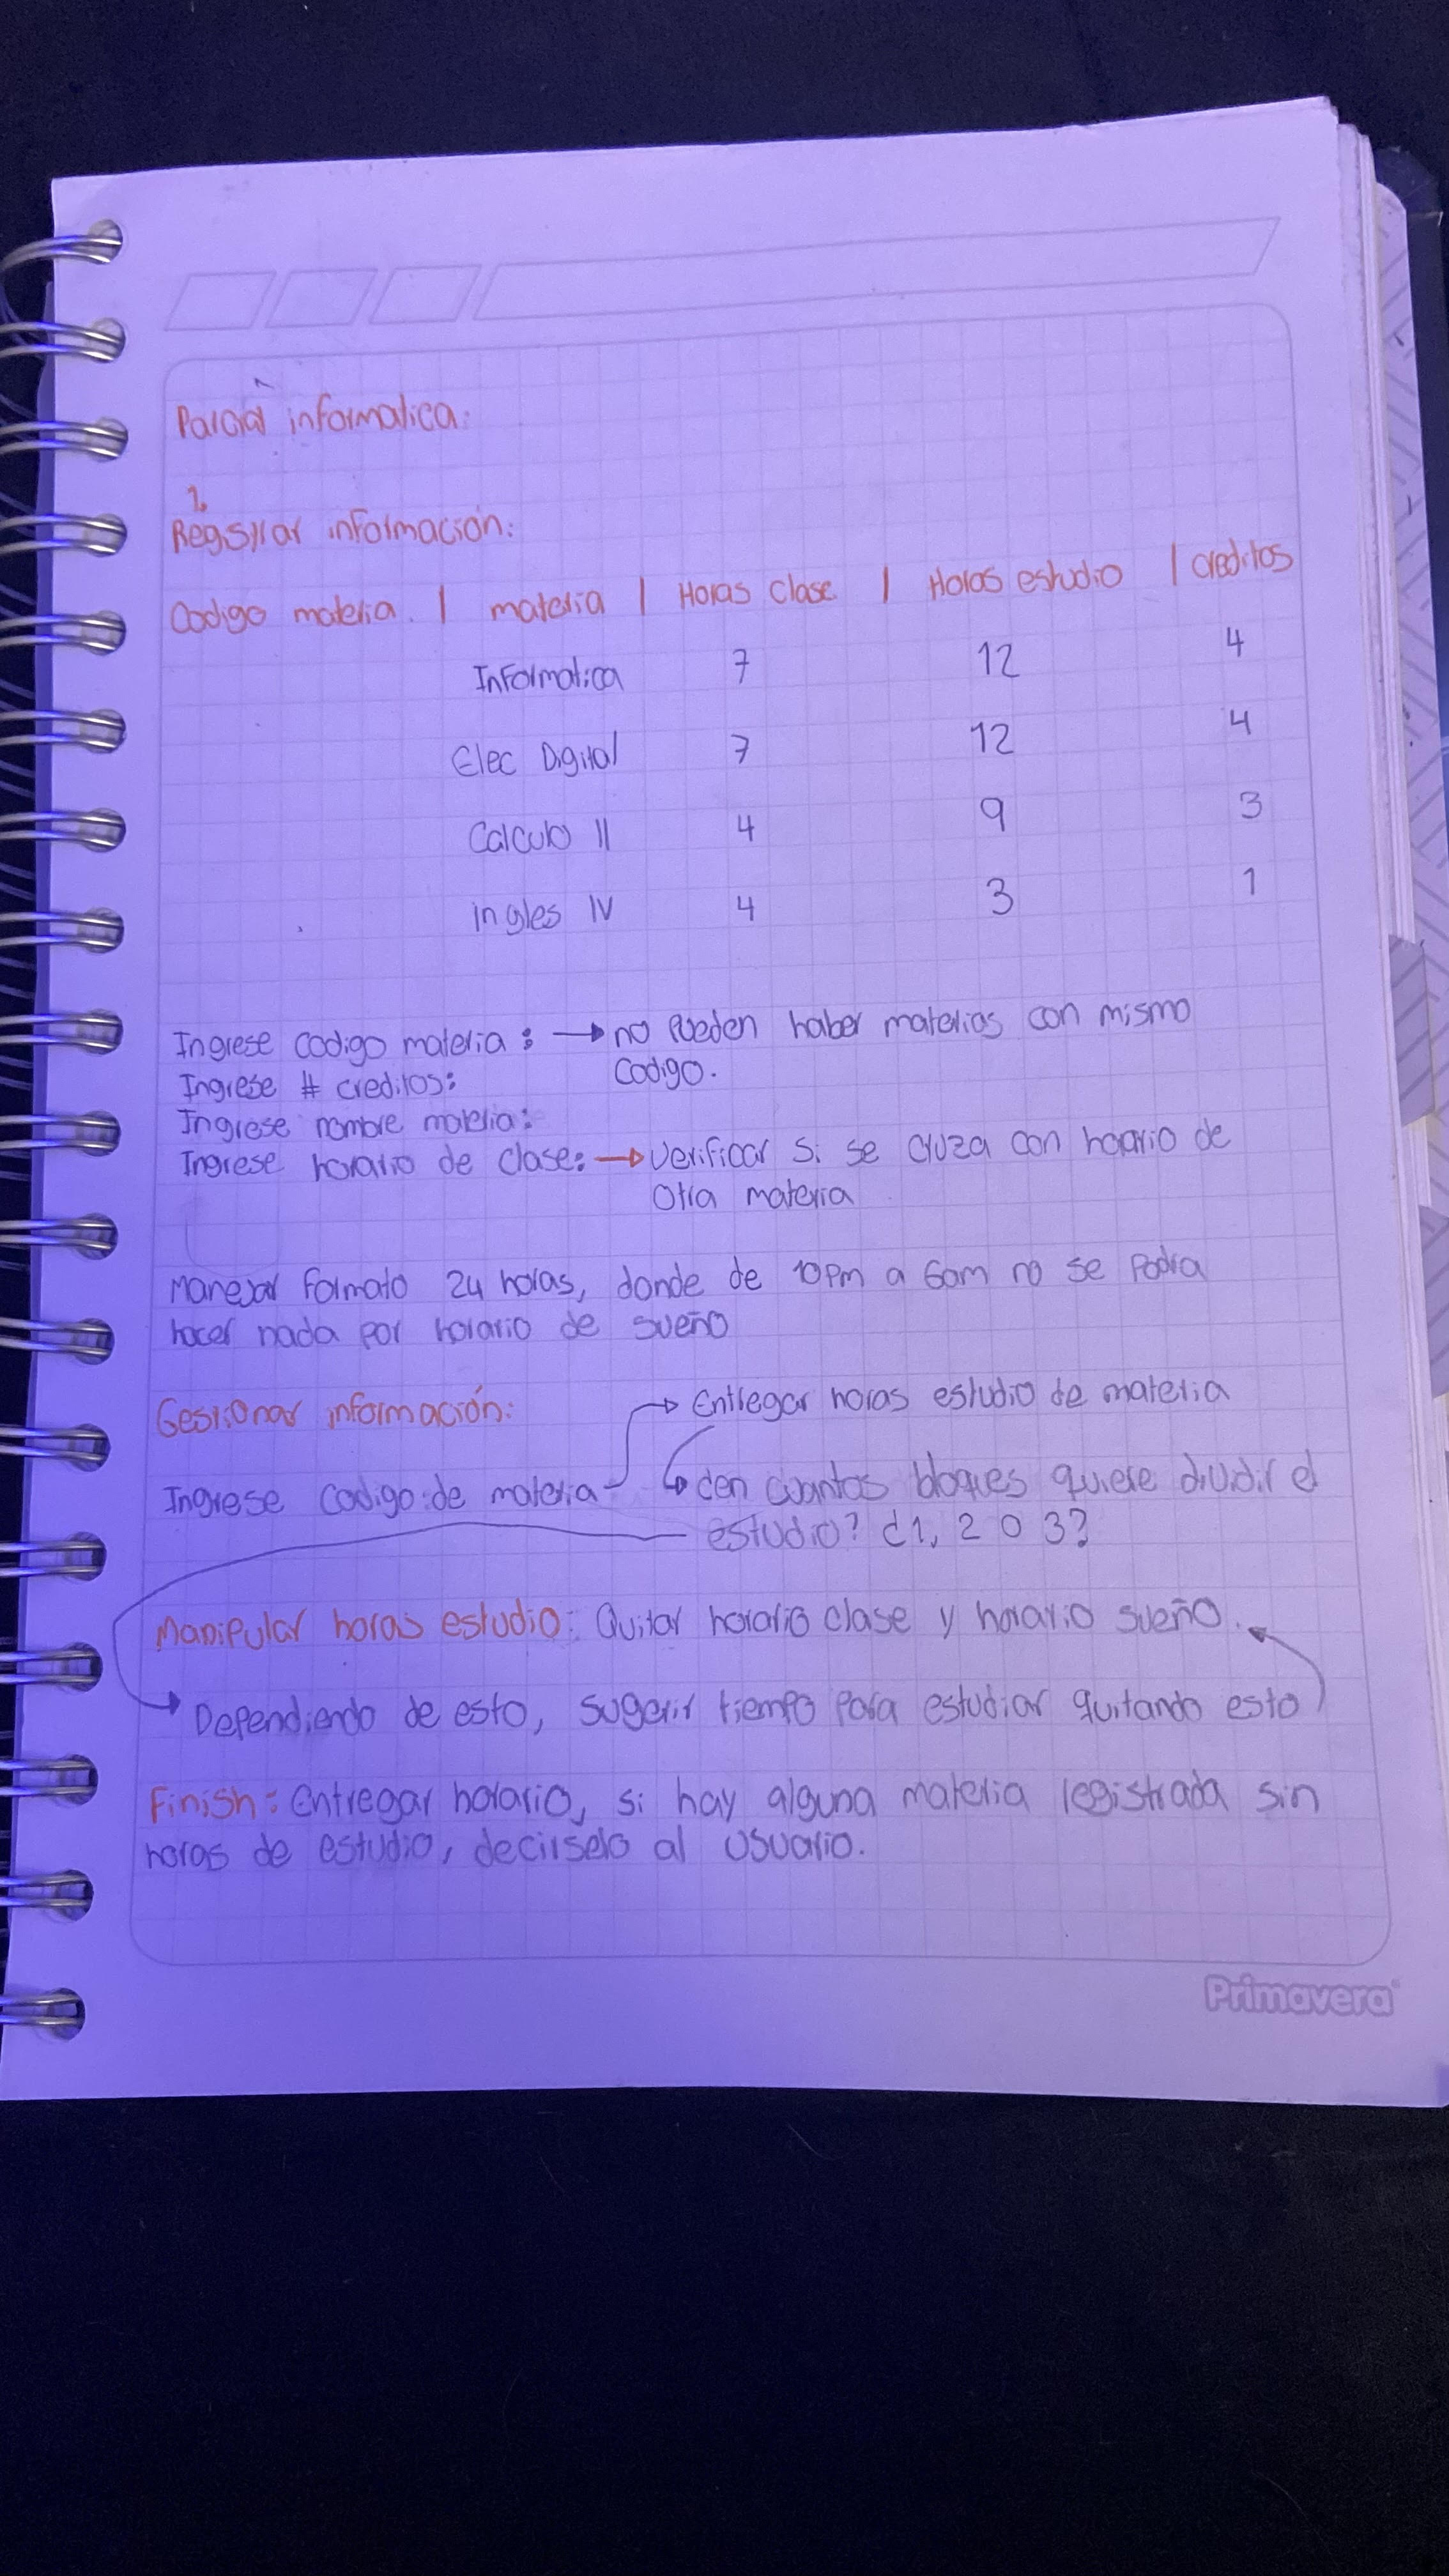 Parcial informatica:
1.
Registrar información:
Codigo materia. | materia | Horas clase | Horas estudio | creditos
Informatica 7 12 4
Elec Digital 7 12 4
Calculo II 4 9 3
ingles IV 4 3 1
Ingrese codigo materia: → no pueden haber materias con mismo
codigo.
Ingrese # creditos:
Ingrese nombre materia:
Ingrese horario de clase: → Verificar si se cruza con horario de
otra materia
Manejar formato 24 horas, donde de 10pm a 6am no se podra
hacer nada por horario de sueño
Gestionar información:
→ Entregar horas estudio de materia
Ingrese codigo de materia
↳ ¿en cuantos bloques quiere dividir el
estudio? ¿1, 2 o 3?
Manipular horas estudio: Quitar horario clase y horario sueño.
→ Dependiendo de esto, sugerir tiempo para estudiar quitando esto
Finish: Entregar horario, si hay alguna materia registrada sin
horas de estudio, decirselo al usuario.
Primavera